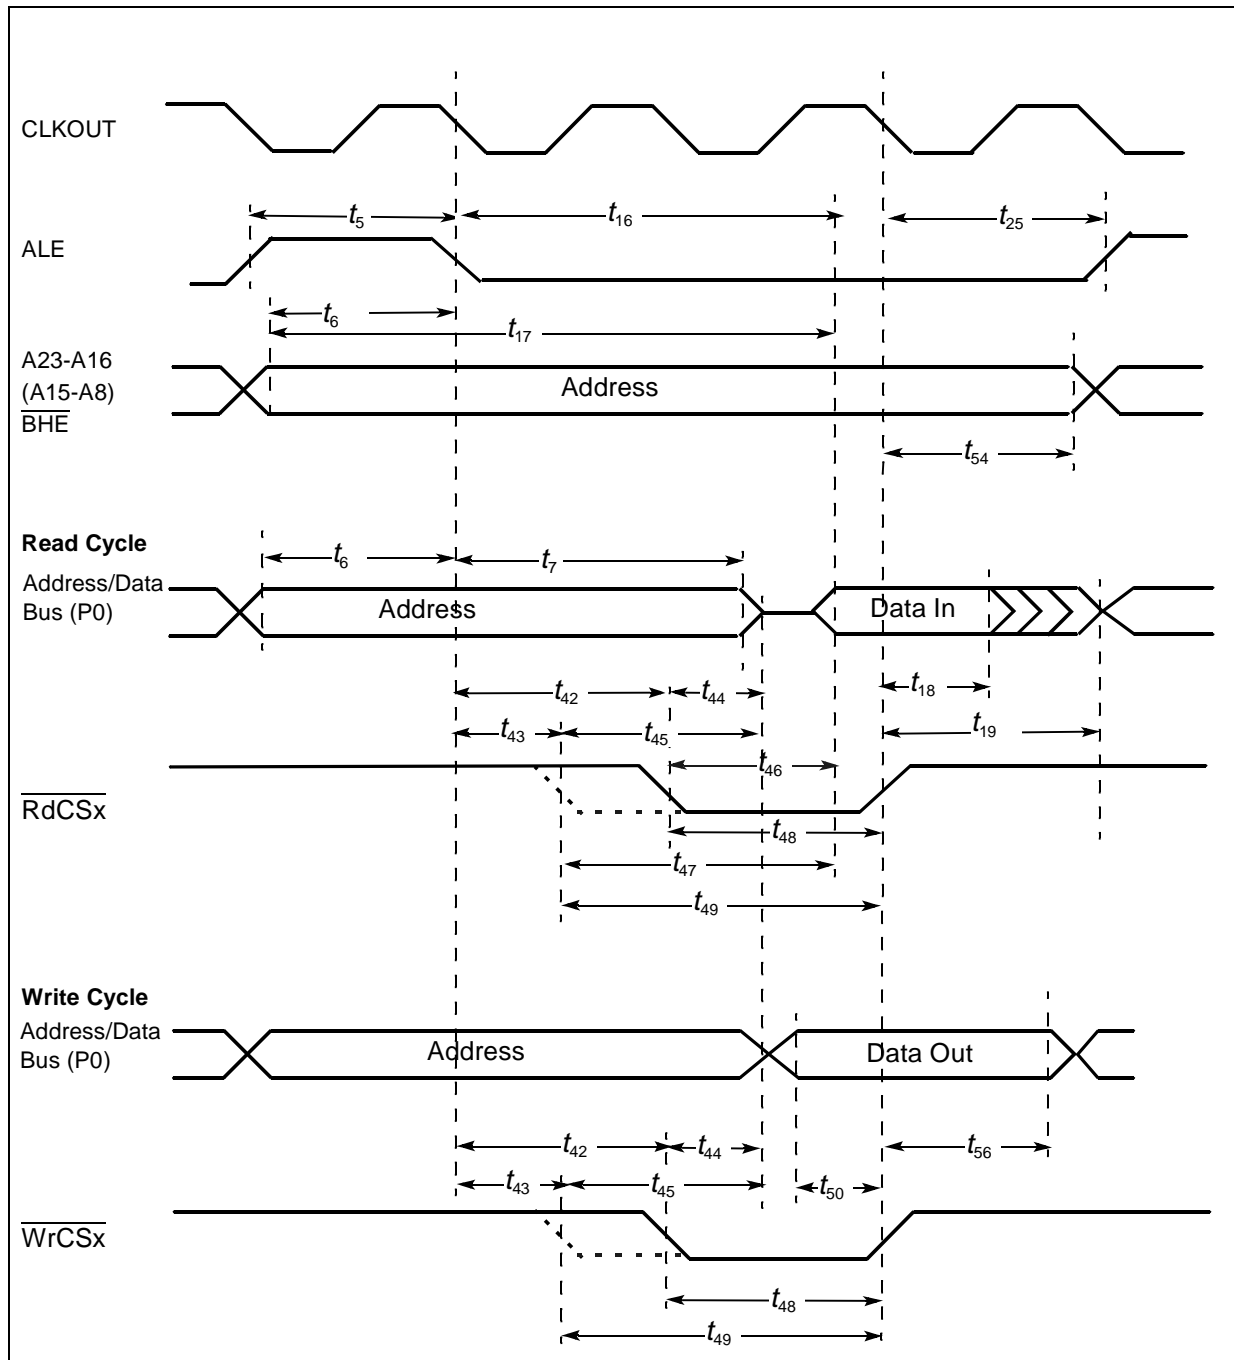 CLKOUT
t5
t16
t25
ALE
t6
t17
A23-A16
(A15-A8)
BHE
Address
t54
Read Cycle
Address/Data
Bus (P0)
t6
t7
Address
Data In
t42
t44
t18
t43
t45
t19
t46
RdCSx
t48
t47
t49
Write Cycle
Address/Data
Bus (P0)
Address
Data Out
t42
t44
t56
t43
t45
t50
WrCSx
t48
t49